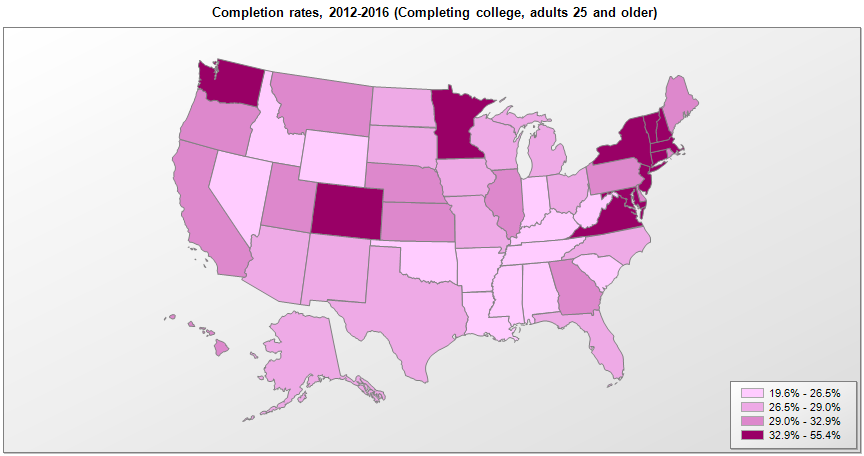 Completion rates, 2012-2016 (Completing college, adults 25 and older)
19.6% - 26.5%
26.5% - 29.0%
29.0% - 32.9%
32.9% - 55.4%